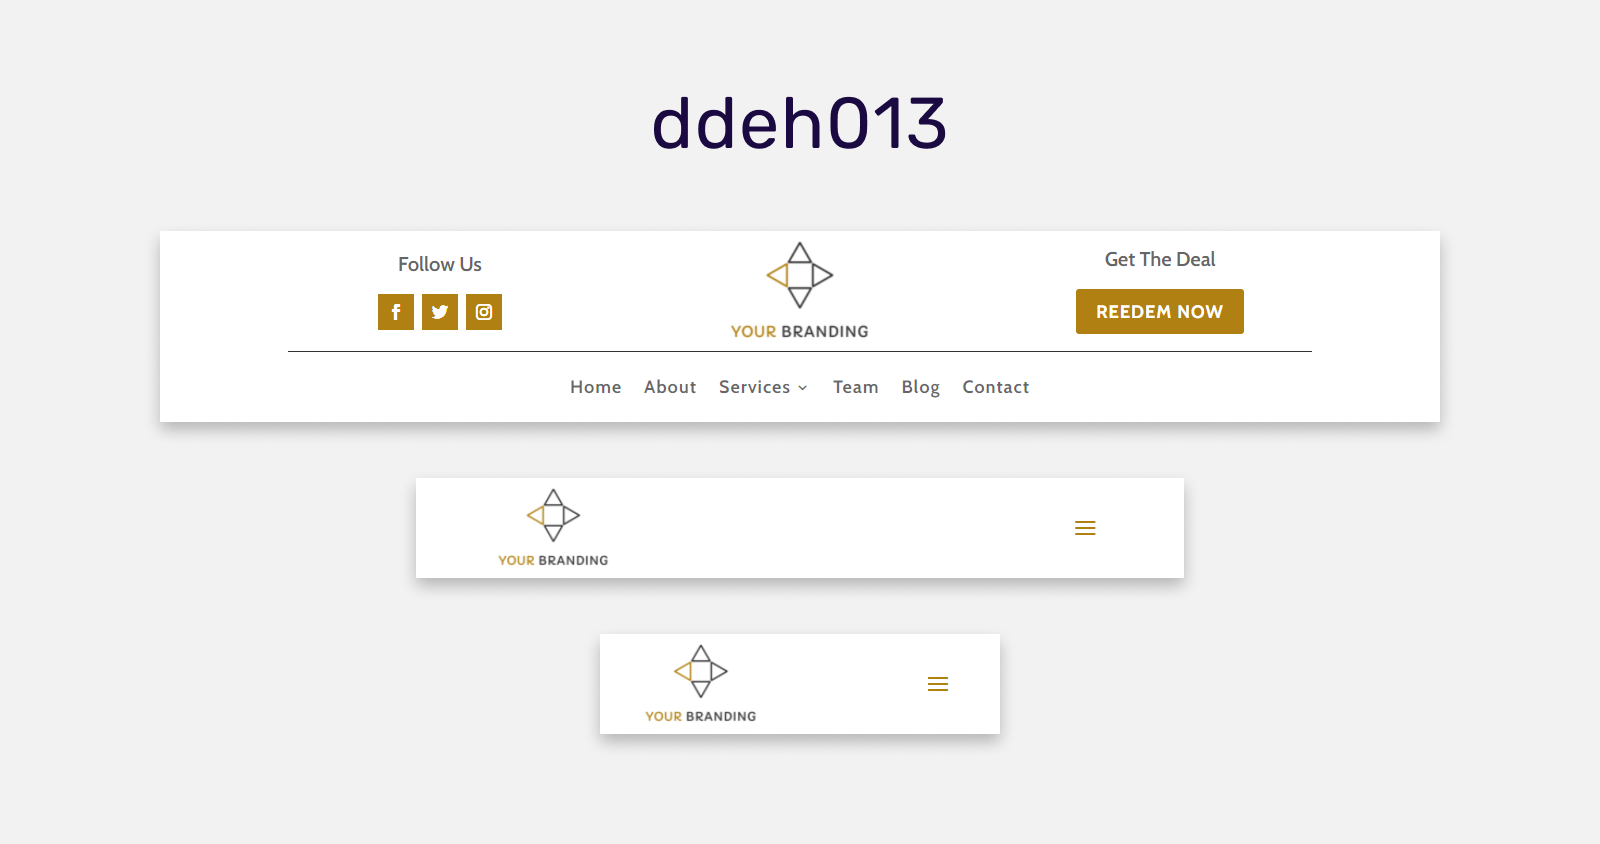 ddeh013
Follow Us
YOUR BRANDING
Get The Deal
REEDEM NOW
Home About Services Team Blog Contact
YOUR BRANDING
YOUR BRANDING